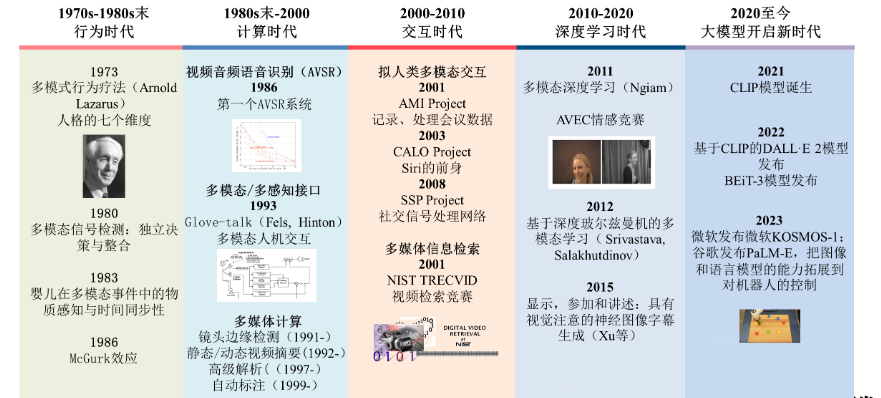 1970s-1980s末
行为时代
1980s末-2000
计算时代
2000-2010
交互时代
2010-2020
深度学习时代
2020至今
大模型开启新时代
1973
多模式行为疗法（Arnold
Lazarus）
人格的七个维度
1980
多模态信号检测：独立决
策与整合
1983
婴儿在多模态事件中的物
质感知与时间同步性
1986
McGurk效应
视频音频语音识别（AVSR）
1986
第一个AVSR系统
多模态/多感知接口
1993
Glove-talk（Fels, Hinton）
多模态人机交互
多媒体计算
镜头边缘检测（1991-）
静态/动态视频摘要(1992-）
高级解析(（1997-）
自动标注（1999-）
拟人类多模态交互
2001
AMI Project
记录、处理会议数据
2003
CALO Project
Siri的前身
2008
SSP Project
社交信号处理网络
多媒体信息检索
2001
NIST TRECVID
视频检索竞赛
DIGITAL VIDEO
RETRIEVAL
at
NIST
0101
2011
多模态深度学习（Ngiam）
AVEC情感竞赛
2012
基于深度玻尔兹曼机的多
模态学习（ Srivastava,
Salakhutdinov）
2015
显示，参加和讲述：具有
视觉注意的神经图像字幕
生成（Xu等）
2021
CLIP模型诞生
2022
基于CLIP的DALL·E 2模型
发布
BEiT-3模型发布
2023
微软发布微软KOSMOS-1；
谷歌发布PaLM-E，把图像
和语言模型的能力拓展到
对机器人的控制